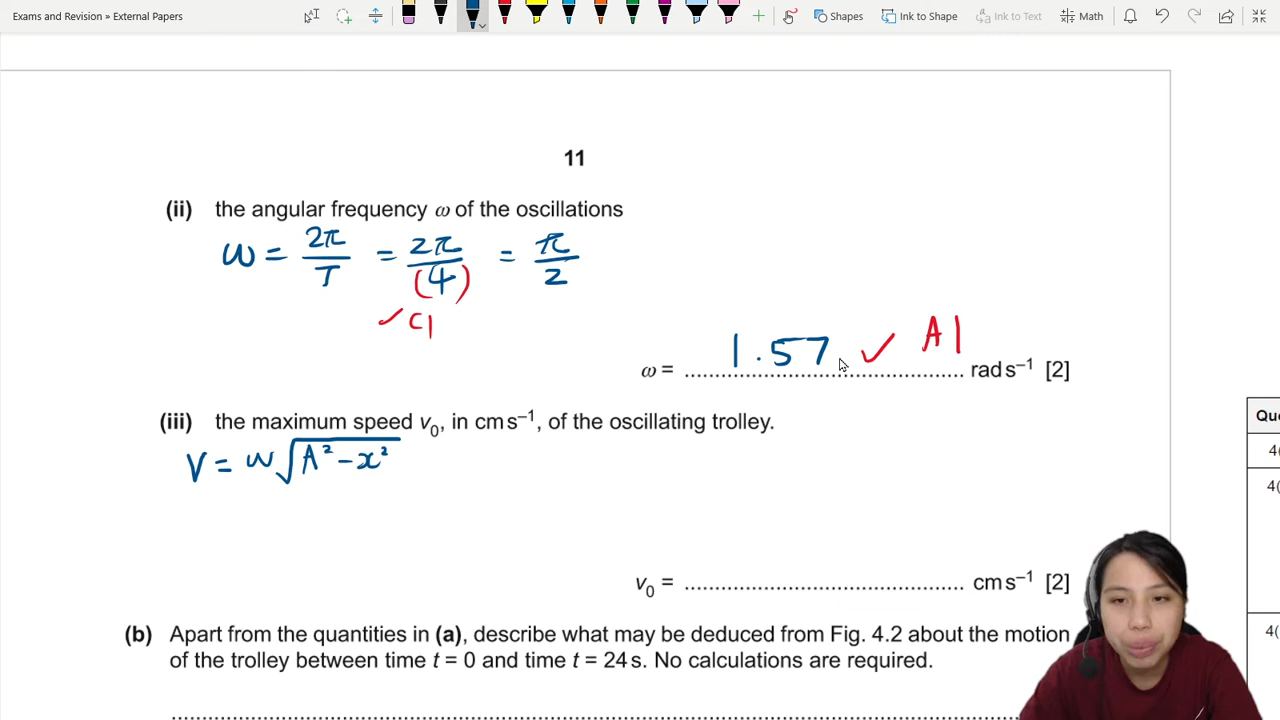 Exams and Revision » External Papers
Shapes
Ink to Shape
Ink to Text
Math
11
(ii) the angular frequency ω of the oscillations
ω = 2π/T = 2π/(4) = π/2
✓ C1
1.57 ✓ A1
ω = .............................................. rad s⁻¹ [2]
(iii) the maximum speed v₀, in cm s⁻¹, of the oscillating trolley.
V = ω√(A² – x²)
v₀ = .............................................. cm s⁻¹ [2]
(b) Apart from the quantities in (a), describe what may be deduced from Fig. 4.2 about the motion
of the trolley between time t = 0 and time t = 24 s. No calculations are required.
Que
4(
4(
4(